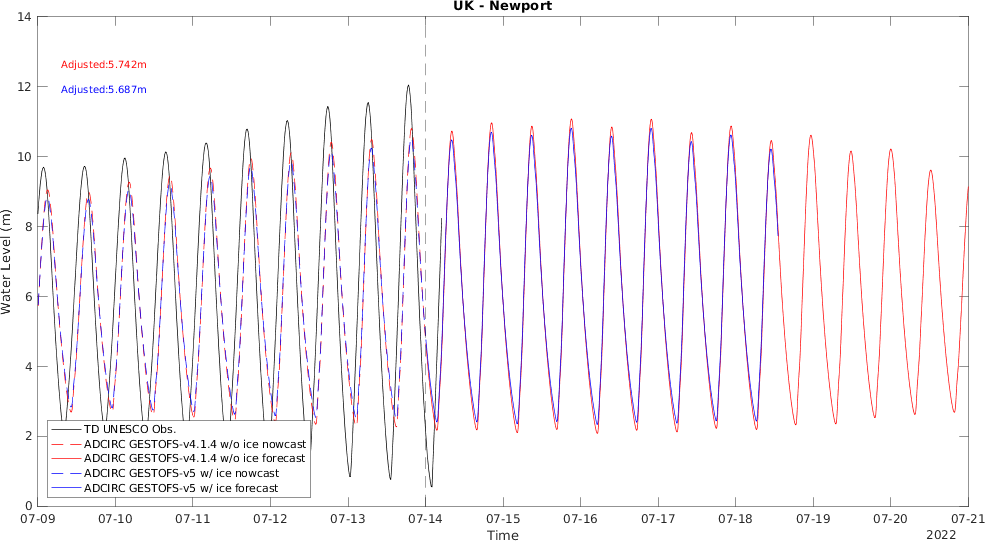 UK - Newport
14
12
10
8
6
4
2
0
Water Level (m)
Adjusted:5.742m
Adjusted:5.687m
TD UNESCO Obs.
ADCIRC GESTOFS-v4.1.4 w/o ice nowcast
ADCIRC GESTOFS-v4.1.4 w/o ice forecast
ADCIRC GESTOFS-v5 w/ ice nowcast
ADCIRC GESTOFS-v5 w/ ice forecast
07-09 07-10 07-11 07-12 07-13 07-14 07-15 07-16 07-17 07-18 07-19 07-20 07-21
Time
2022